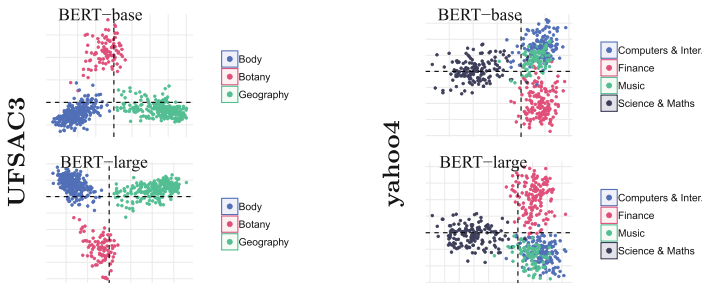 UFSAC3
BERT−base
Body
Botany
Geography
BERT−large
Body
Botany
Geography
yahoo4
BERT−base
Computers & Inter.
Finance
Music
Science & Maths
BERT−large
Computers & Inter.
Finance
Music
Science & Maths